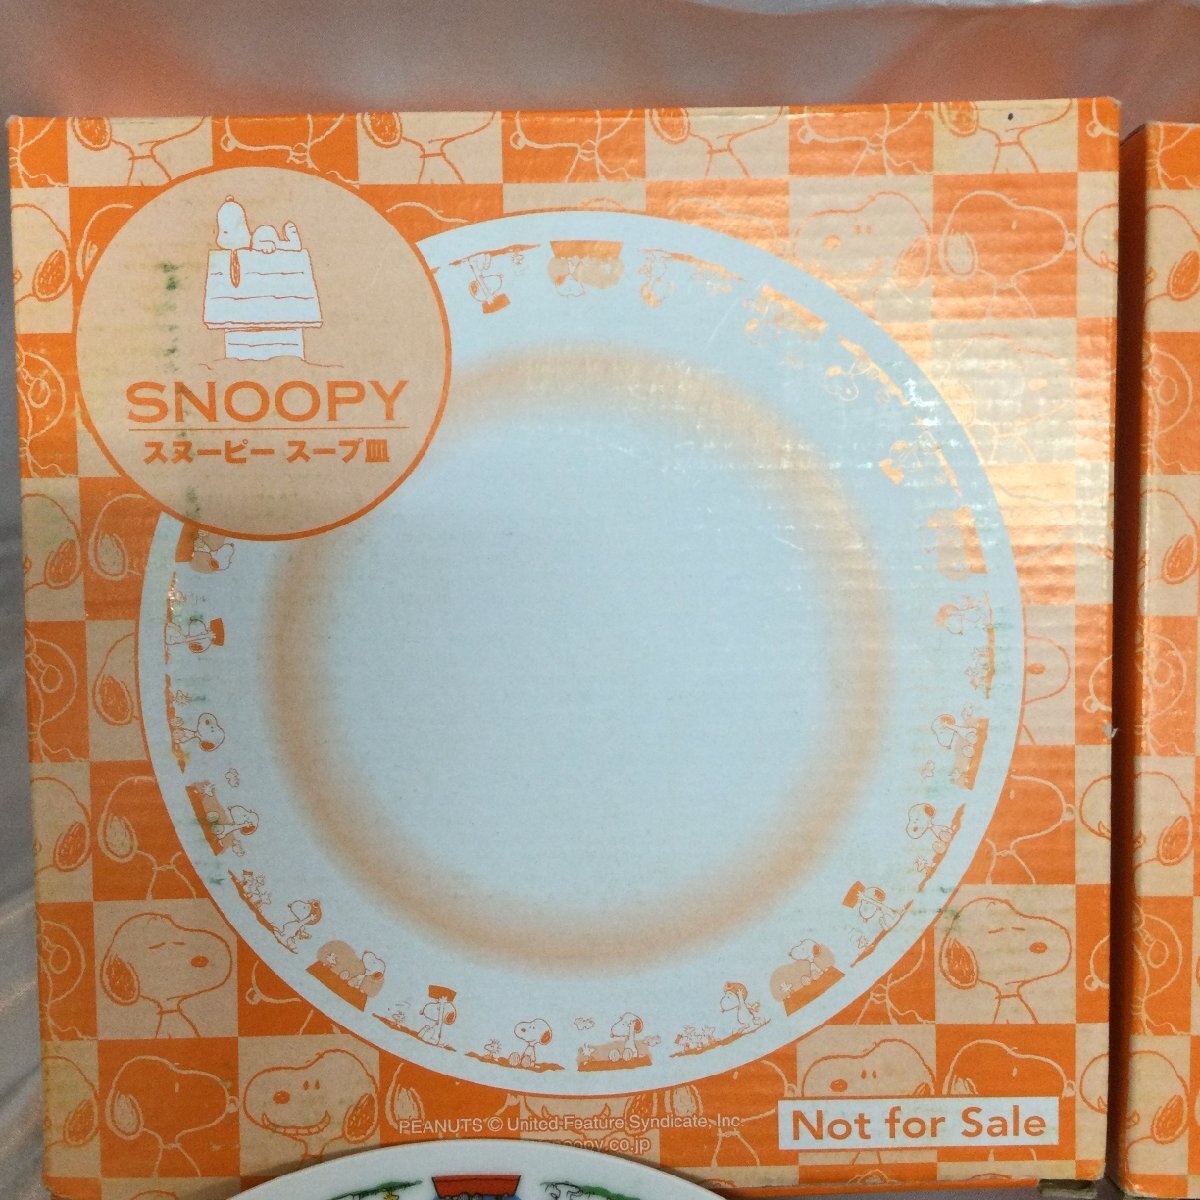 SNOOPY
スヌーピー スープ皿
PEANUTS © United Feature Syndicate, Inc.
Not for Sale